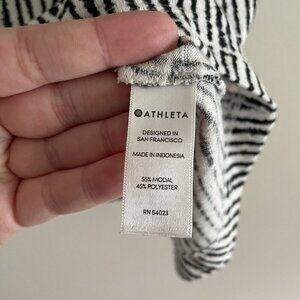 ATHLETA
DESIGNED IN
SAN FRANCISCO
MADE IN INDONESIA
55% MODAL
45% POLYESTER
RN 54023